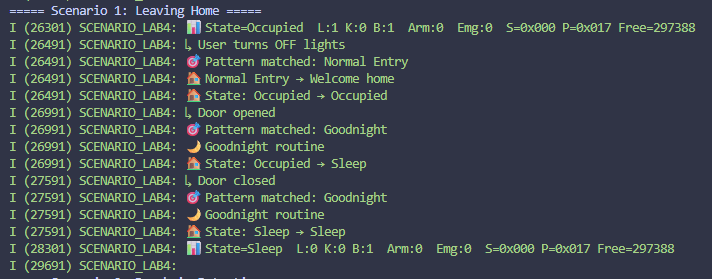 ===== Scenario 1: Leaving Home =====
I (26301) SCENARIO_LAB4: 📊 State=Occupied  L:1 K:0 B:1  Arm:0  Emg:0  S=0x000 P=0x017 Free=297388
I (26491) SCENARIO_LAB4: ↳ User turns OFF lights
I (26491) SCENARIO_LAB4: 🎯 Pattern matched: Normal Entry
I (26491) SCENARIO_LAB4: 🏠 Normal Entry → Welcome home
I (26491) SCENARIO_LAB4: 🏠 State: Occupied → Occupied
I (26991) SCENARIO_LAB4: ↳ Door opened
I (26991) SCENARIO_LAB4: 🎯 Pattern matched: Goodnight
I (26991) SCENARIO_LAB4: 🌙 Goodnight routine
I (26991) SCENARIO_LAB4: 🏠 State: Occupied → Sleep
I (27591) SCENARIO_LAB4: ↳ Door closed
I (27591) SCENARIO_LAB4: 🎯 Pattern matched: Goodnight
I (27591) SCENARIO_LAB4: 🌙 Goodnight routine
I (27591) SCENARIO_LAB4: 🏠 State: Sleep → Sleep
I (28301) SCENARIO_LAB4: 📊 State=Sleep  L:0 K:0 B:1  Arm:0  Emg:0  S=0x000 P=0x017 Free=297388
I (29691) SCENARIO_LAB4: